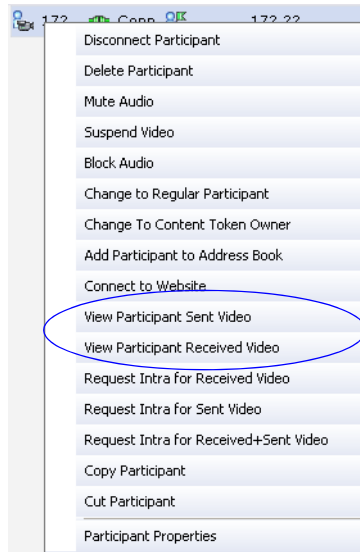 172
172.22
Disconnect Participant
Delete Participant
Mute Audio
Suspend Video
Block Audio
Change to Regular Participant
Change To Content Token Owner
Add Participant to Address Book
Connect to Website
View Participant Sent Video
View Participant Received Video
Request Intra for Received Video
Request Intra for Sent Video
Request Intra for Received+Sent Video
Copy Participant
Cut Participant
Participant Properties